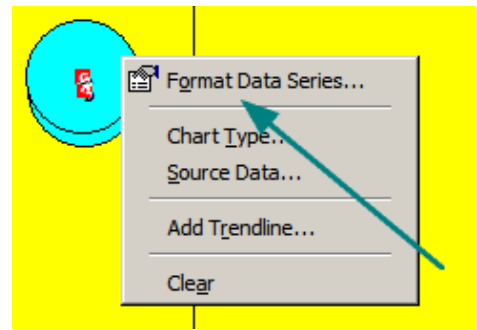 Format Data Series...
Chart Type...
Source Data...
Add Trendline...
Clear